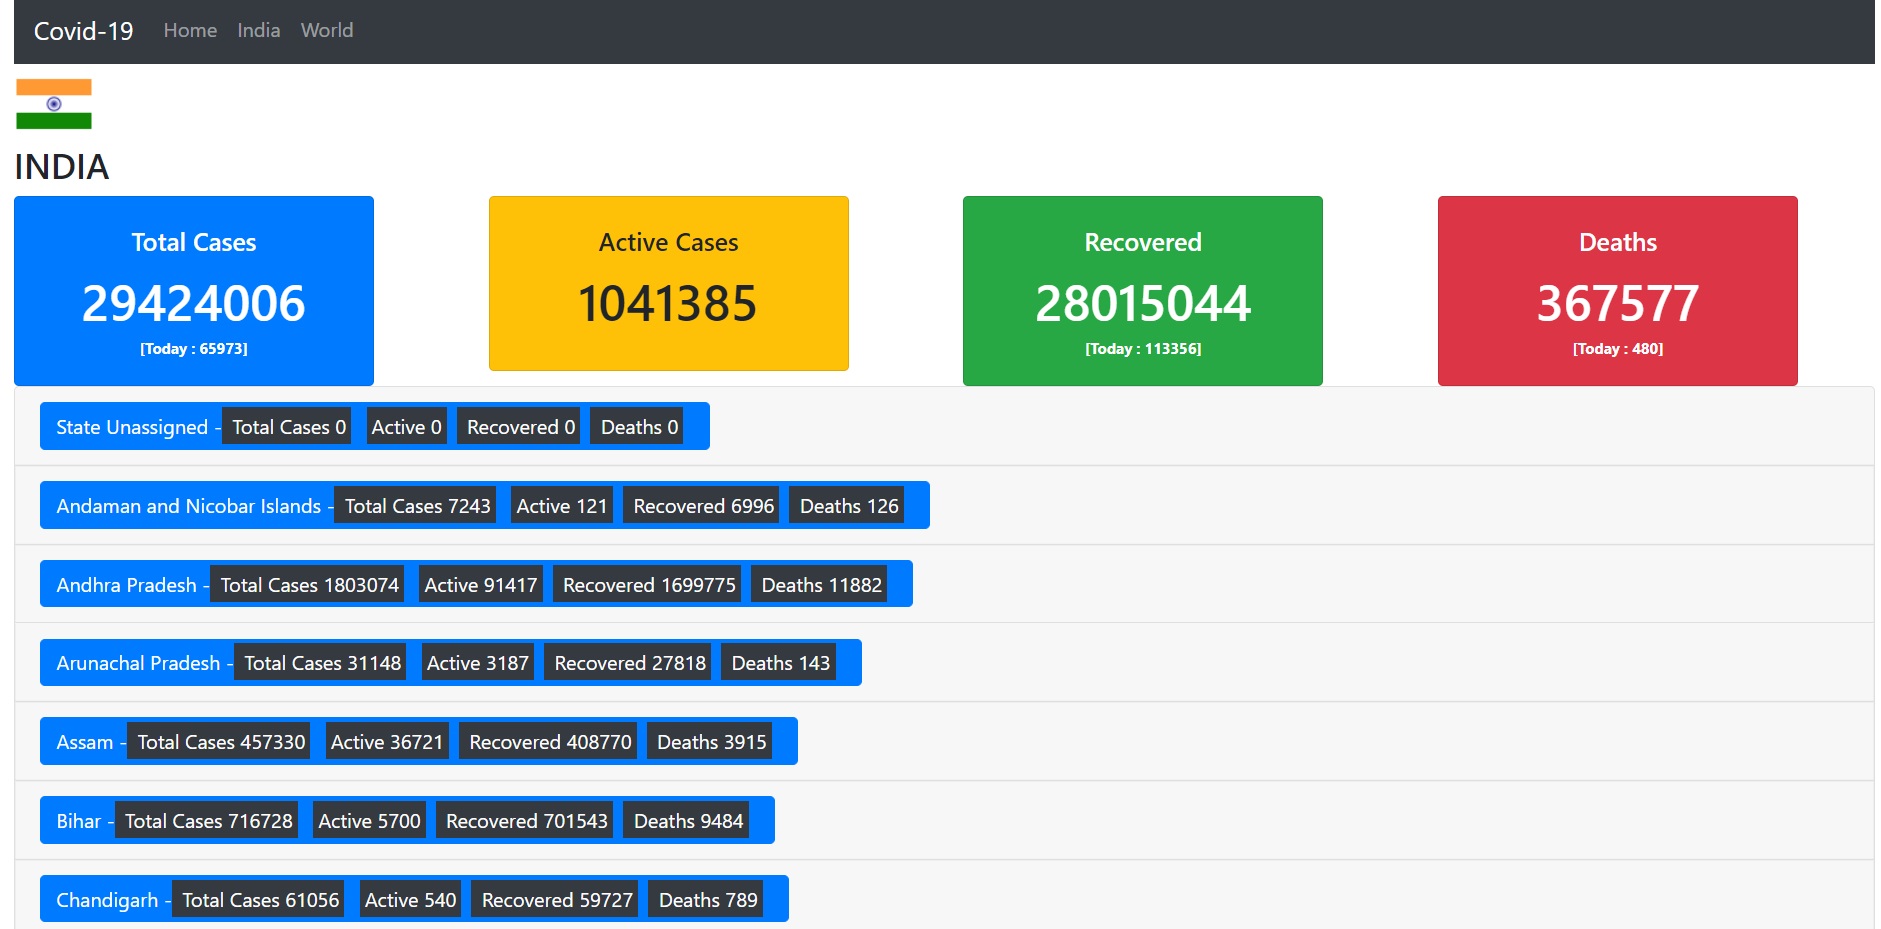 Covid-19 Home India World
INDIA
Total Cases
29424006
[Today : 65973]
Active Cases
1041385
Recovered
28015044
[Today : 113356]
Deaths
367577
[Today : 480]
State Unassigned - Total Cases 0 Active 0 Recovered 0 Deaths 0
Andaman and Nicobar Islands - Total Cases 7243 Active 121 Recovered 6996 Deaths 126
Andhra Pradesh - Total Cases 1803074 Active 91417 Recovered 1699775 Deaths 11882
Arunachal Pradesh - Total Cases 31148 Active 3187 Recovered 27818 Deaths 143
Assam - Total Cases 457330 Active 36721 Recovered 408770 Deaths 3915
Bihar - Total Cases 716728 Active 5700 Recovered 701543 Deaths 9484
Chandigarh - Total Cases 61056 Active 540 Recovered 59727 Deaths 789